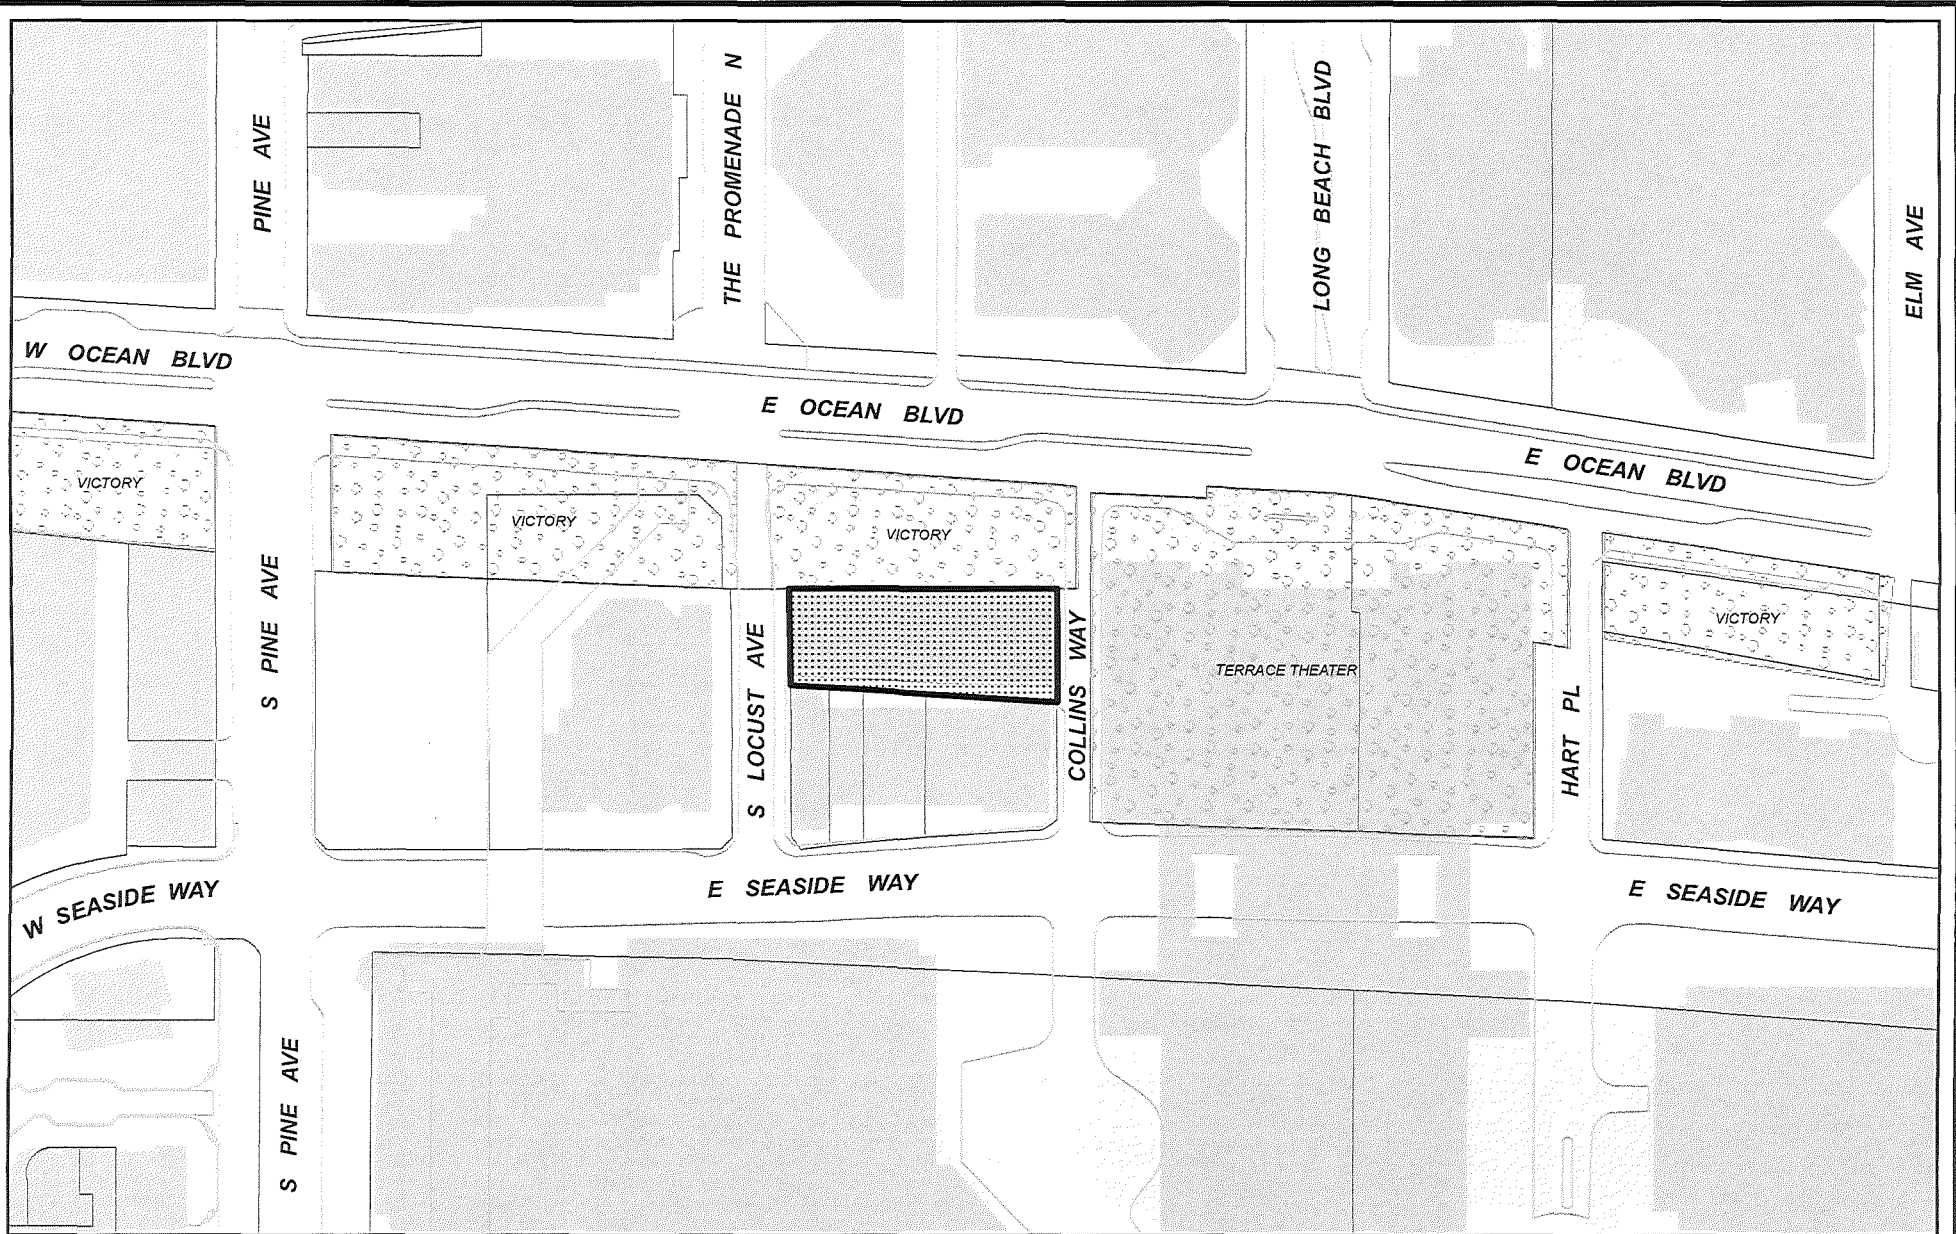 PINE AVE
THE PROMENADE N
LONG BEACH BLVD
ELM AVE
W OCEAN BLVD
E OCEAN BLVD
E OCEAN BLVD
VICTORY
VICTORY
VICTORY
VICTORY
S PINE AVE
S LOCUST AVE
COLLINS WAY
TERRACE THEATER
HART PL
W SEASIDE WAY
E SEASIDE WAY
E SEASIDE WAY
S PINE AVE